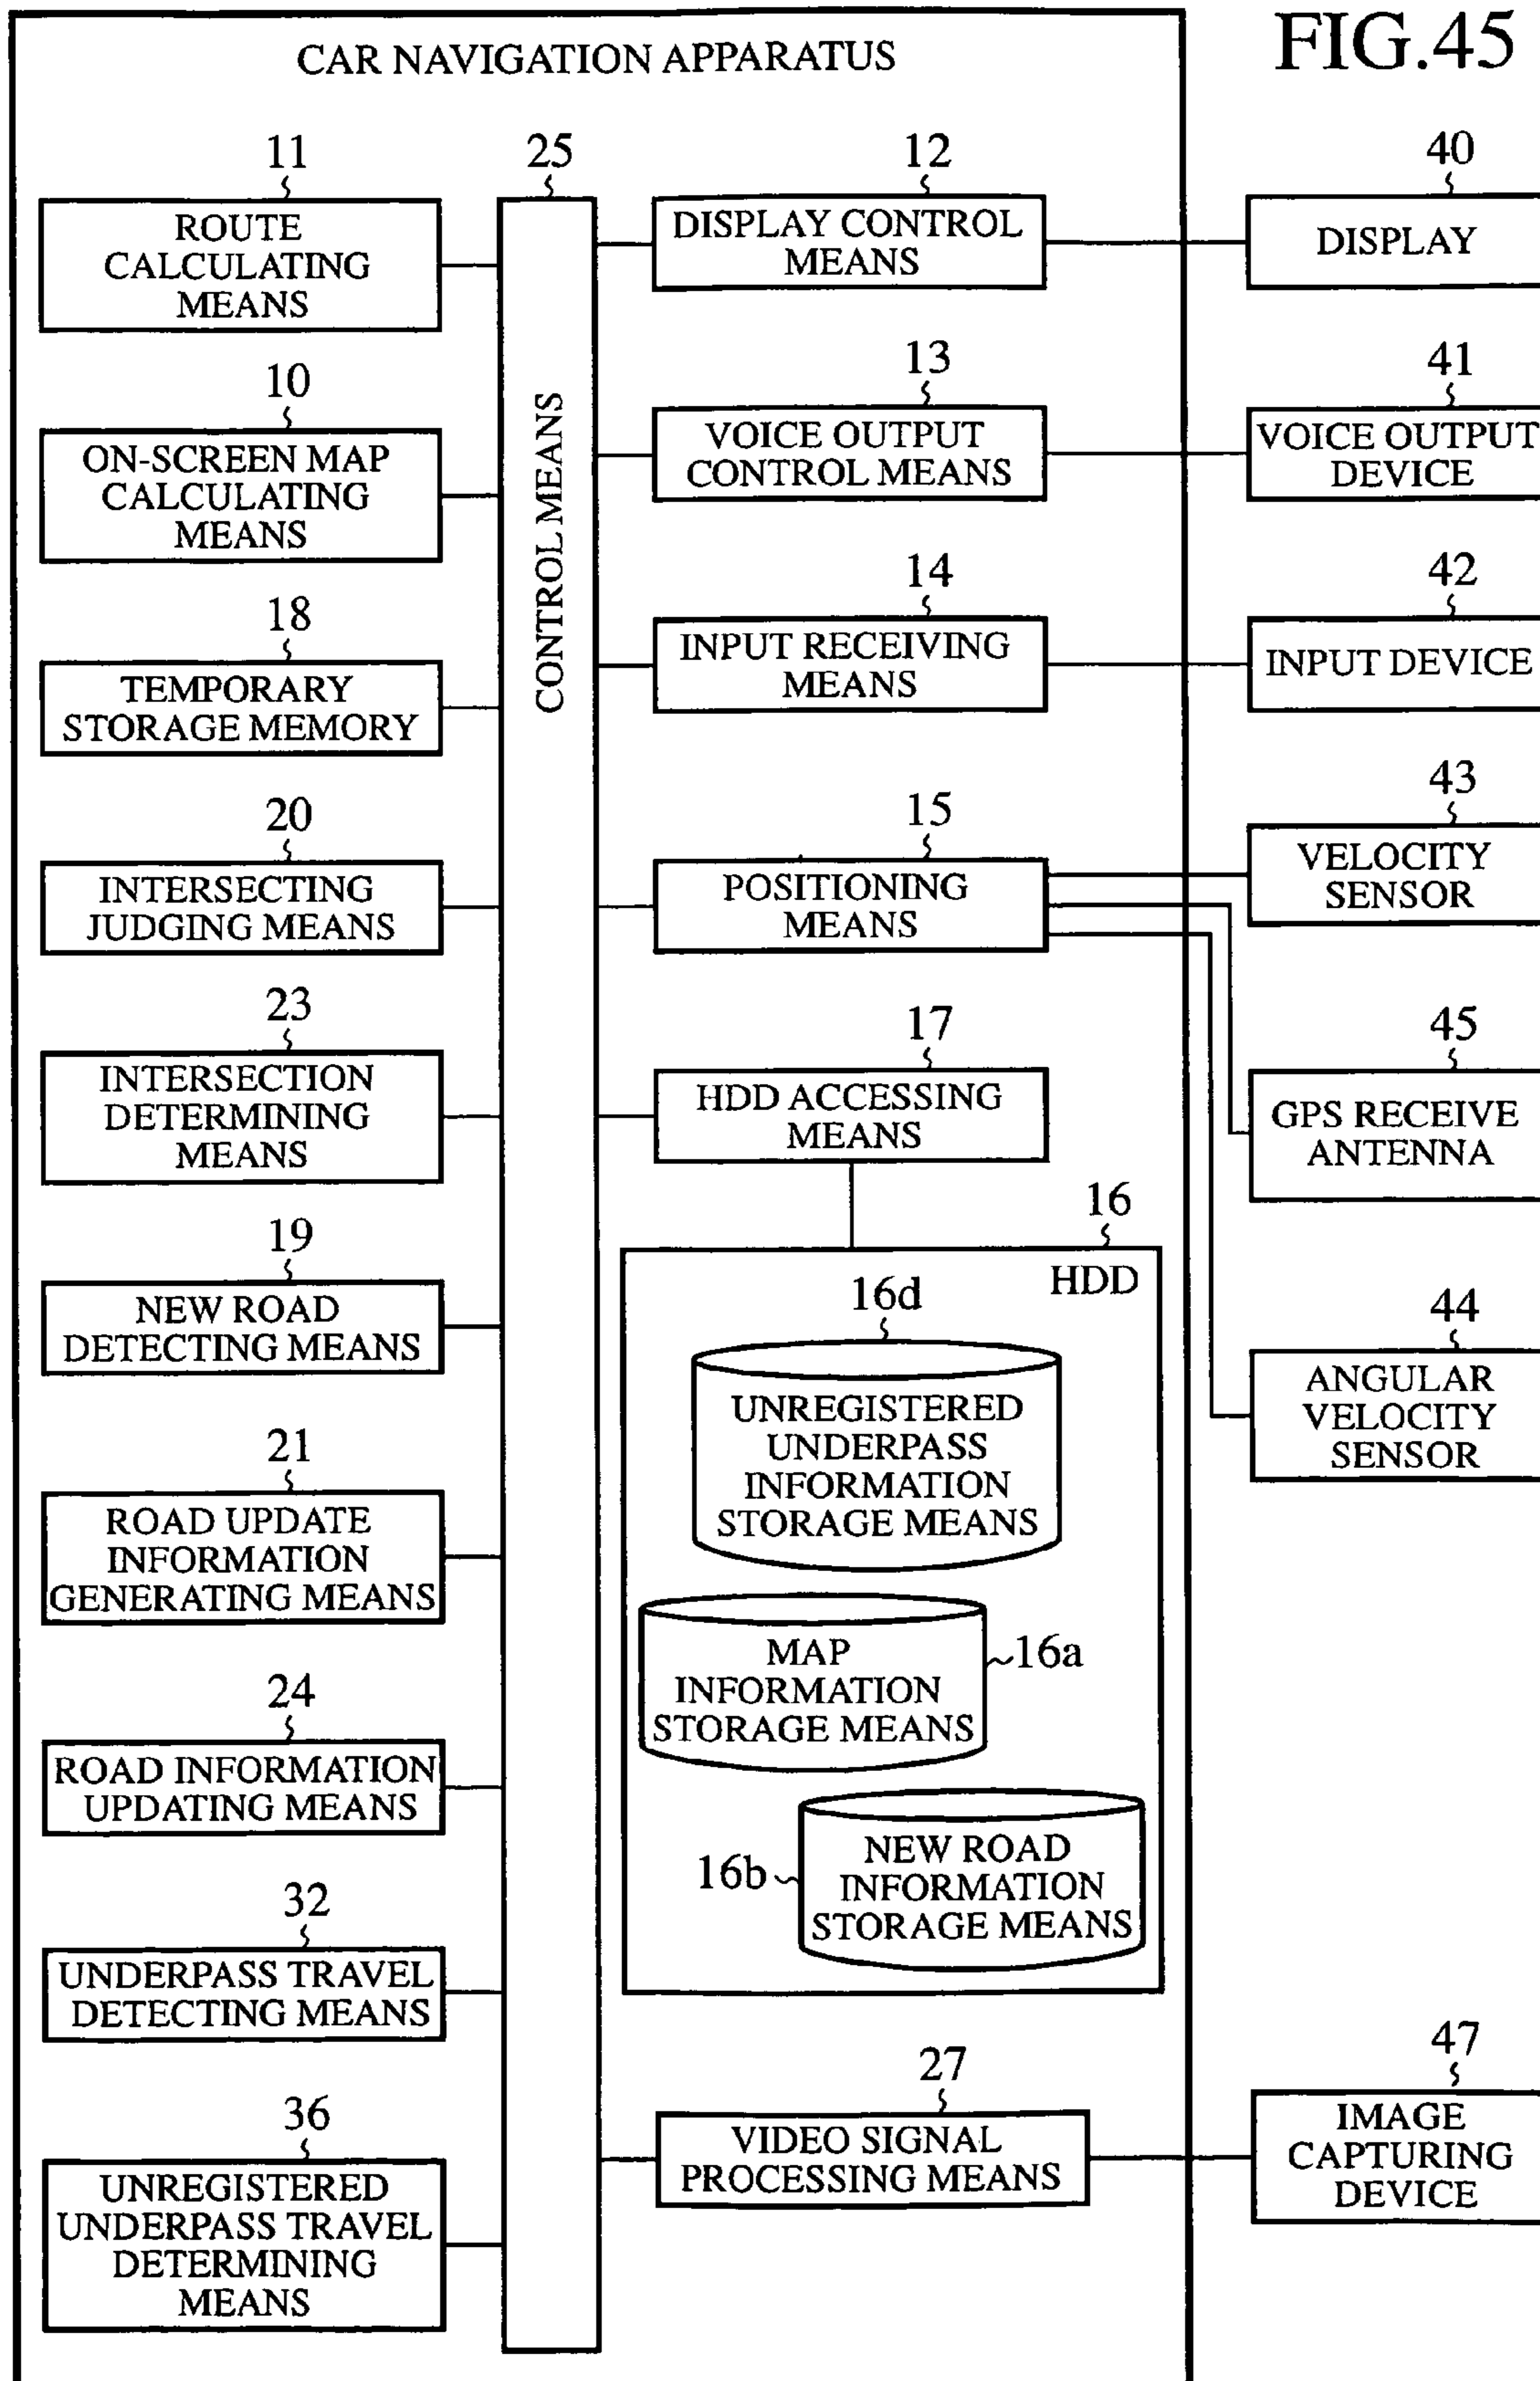 FIG.45
CAR NAVIGATION APPARATUS
11
ROUTE
CALCULATING
MEANS
10
ON-SCREEN MAP
CALCULATING
MEANS
18
TEMPORARY
STORAGE MEMORY
20
INTERSECTING
JUDGING MEANS
23
INTERSECTION
DETERMINING
MEANS
19
NEW ROAD
DETECTING MEANS
21
ROAD UPDATE
INFORMATION
GENERATING MEANS
24
ROAD INFORMATION
UPDATING MEANS
32
UNDERPASS TRAVEL
DETECTING MEANS
36
UNREGISTERED
UNDERPASS TRAVEL
DETERMINING
MEANS
25
CONTROL MEANS
12
DISPLAY CONTROL
MEANS
13
VOICE OUTPUT
CONTROL MEANS
14
INPUT RECEIVING
MEANS
15
POSITIONING
MEANS
17
HDD ACCESSING
MEANS
16
HDD
16d
UNREGISTERED
UNDERPASS
INFORMATION
STORAGE MEANS
MAP
INFORMATION
STORAGE MEANS
16a
16b
NEW ROAD
INFORMATION
STORAGE MEANS
27
VIDEO SIGNAL
PROCESSING MEANS
40
DISPLAY
41
VOICE OUTPUT
DEVICE
42
INPUT DEVICE
43
VELOCITY
SENSOR
45
GPS RECEIVE
ANTENNA
44
ANGULAR
VELOCITY
SENSOR
47
IMAGE
CAPTURING
DEVICE